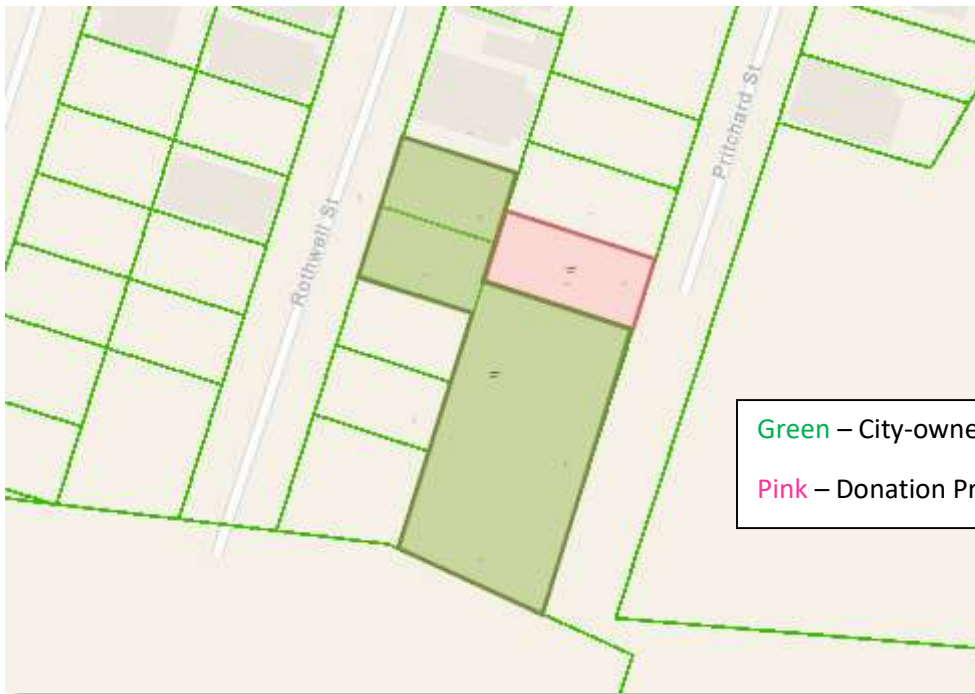 Pritchard St
Rothwell St
Green – City-owne
Pink – Donation Pr